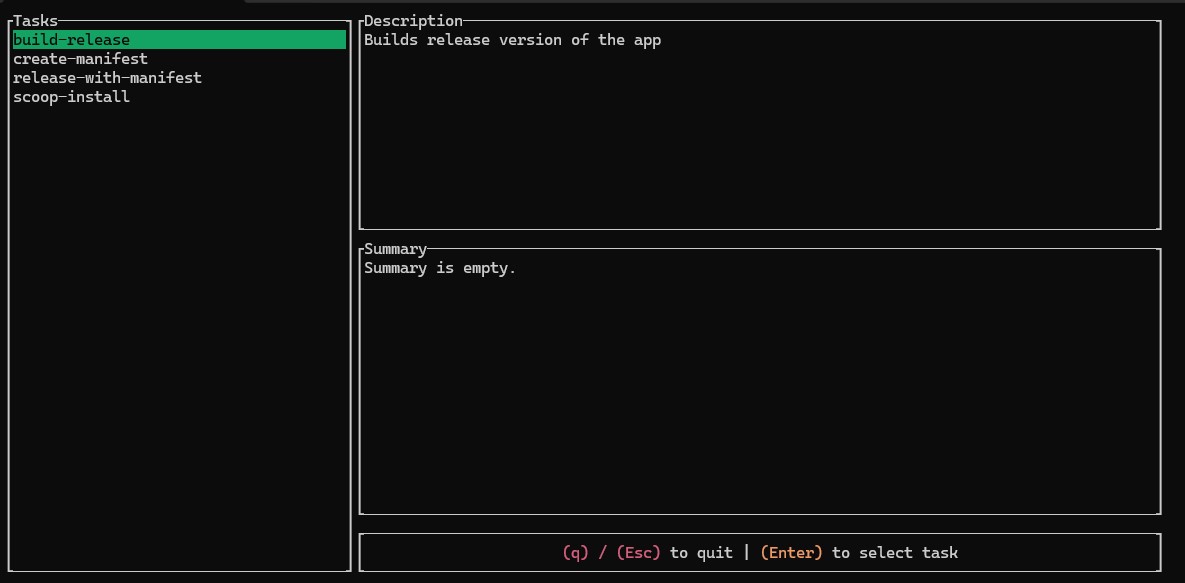 Tasks
build-release
create-manifest
release-with-manifest
scoop-install
Description
Builds release version of the app
Summary
Summary is empty.
(q) / (Esc) to quit | (Enter) to select task